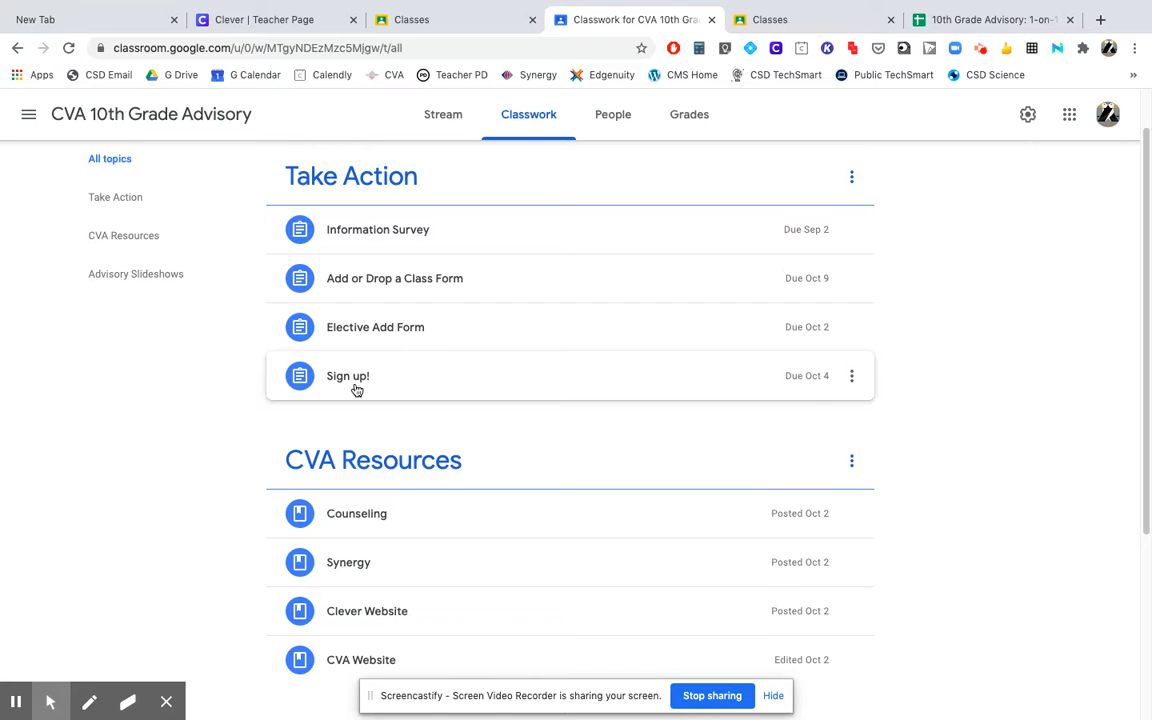 New Tab
Clever | Teacher Page
Classes
Classwork for CVA 10th Gra
Classes
10th Grade Advisory: 1-on-1
classroom.google.com/u/0/w/MTgyNDEzMzc5Mjgw/t/all
Apps
CSD Email
G Drive
G Calendar
Calendly
CVA
Teacher PD
Synergy
Edgenuity
CMS Home
CSD TechSmart
Public TechSmart
CSD Science
CVA 10th Grade Advisory
Stream
Classwork
People
Grades
All topics
Take Action
CVA Resources
Advisory Slideshows
Take Action
Information Survey
Due Sep 2
Add or Drop a Class Form
Due Oct 9
Elective Add Form
Due Oct 2
Sign up!
Due Oct 4
CVA Resources
Counseling
Posted Oct 2
Synergy
Posted Oct 2
Clever Website
Posted Oct 2
CVA Website
Edited Oct 2
Screencastify - Screen Video Recorder is sharing your screen.
Stop sharing
Hide